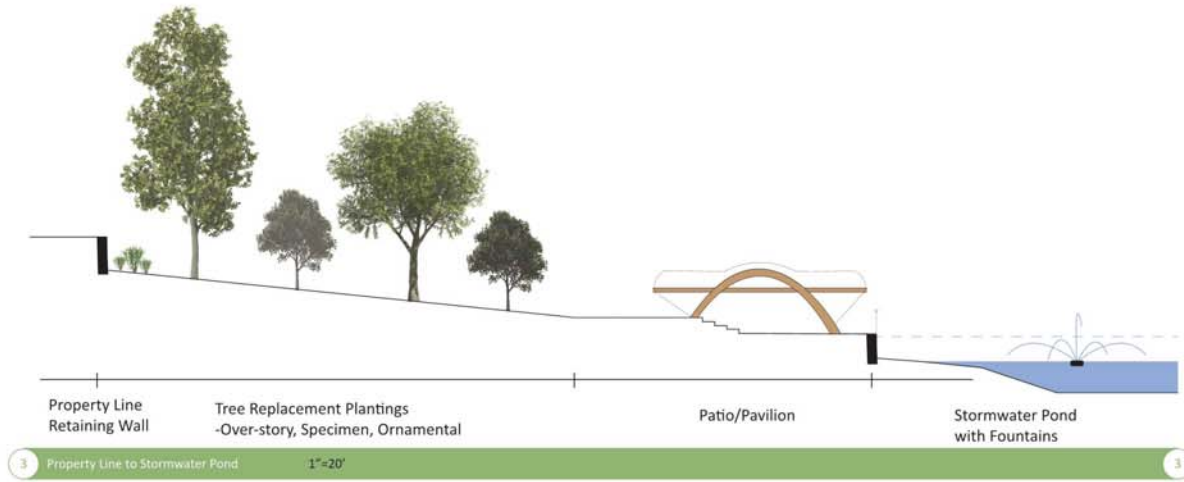 Property Line
Retaining Wall
Tree Replacement Plantings
-Over-story, Specimen, Ornamental
Patio/Pavilion
Stormwater Pond
with Fountains
3 Property Line to Stormwater Pond 1"=20' 3